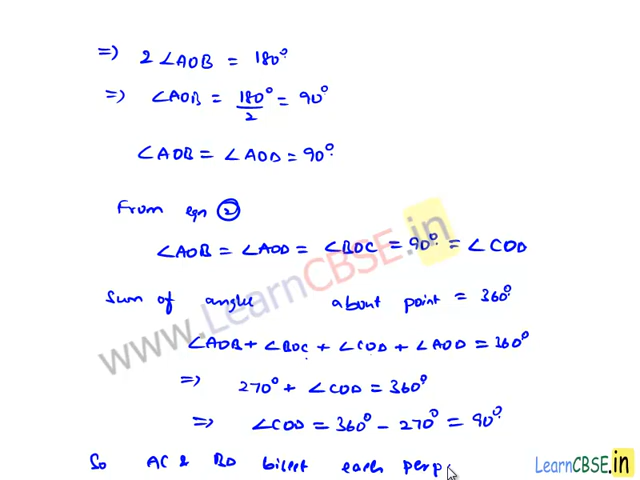 => 2 ∠AOB = 180°
=> ∠AOB = 180°/2 = 90°
∠AOB = ∠AOD = 90°
From eqn ②
∠AOB = ∠AOD = ∠BOC = 90° = ∠COD
Sum of angle about point = 360°
∠AOB + ∠BOC + ∠COD + ∠AOD = 360°
=> 270° + ∠COD = 360°
=> ∠COD = 360° - 270° = 90°
So AC & BD bisect each perp
www.LearnCBSE.in
LearnCBSE.in